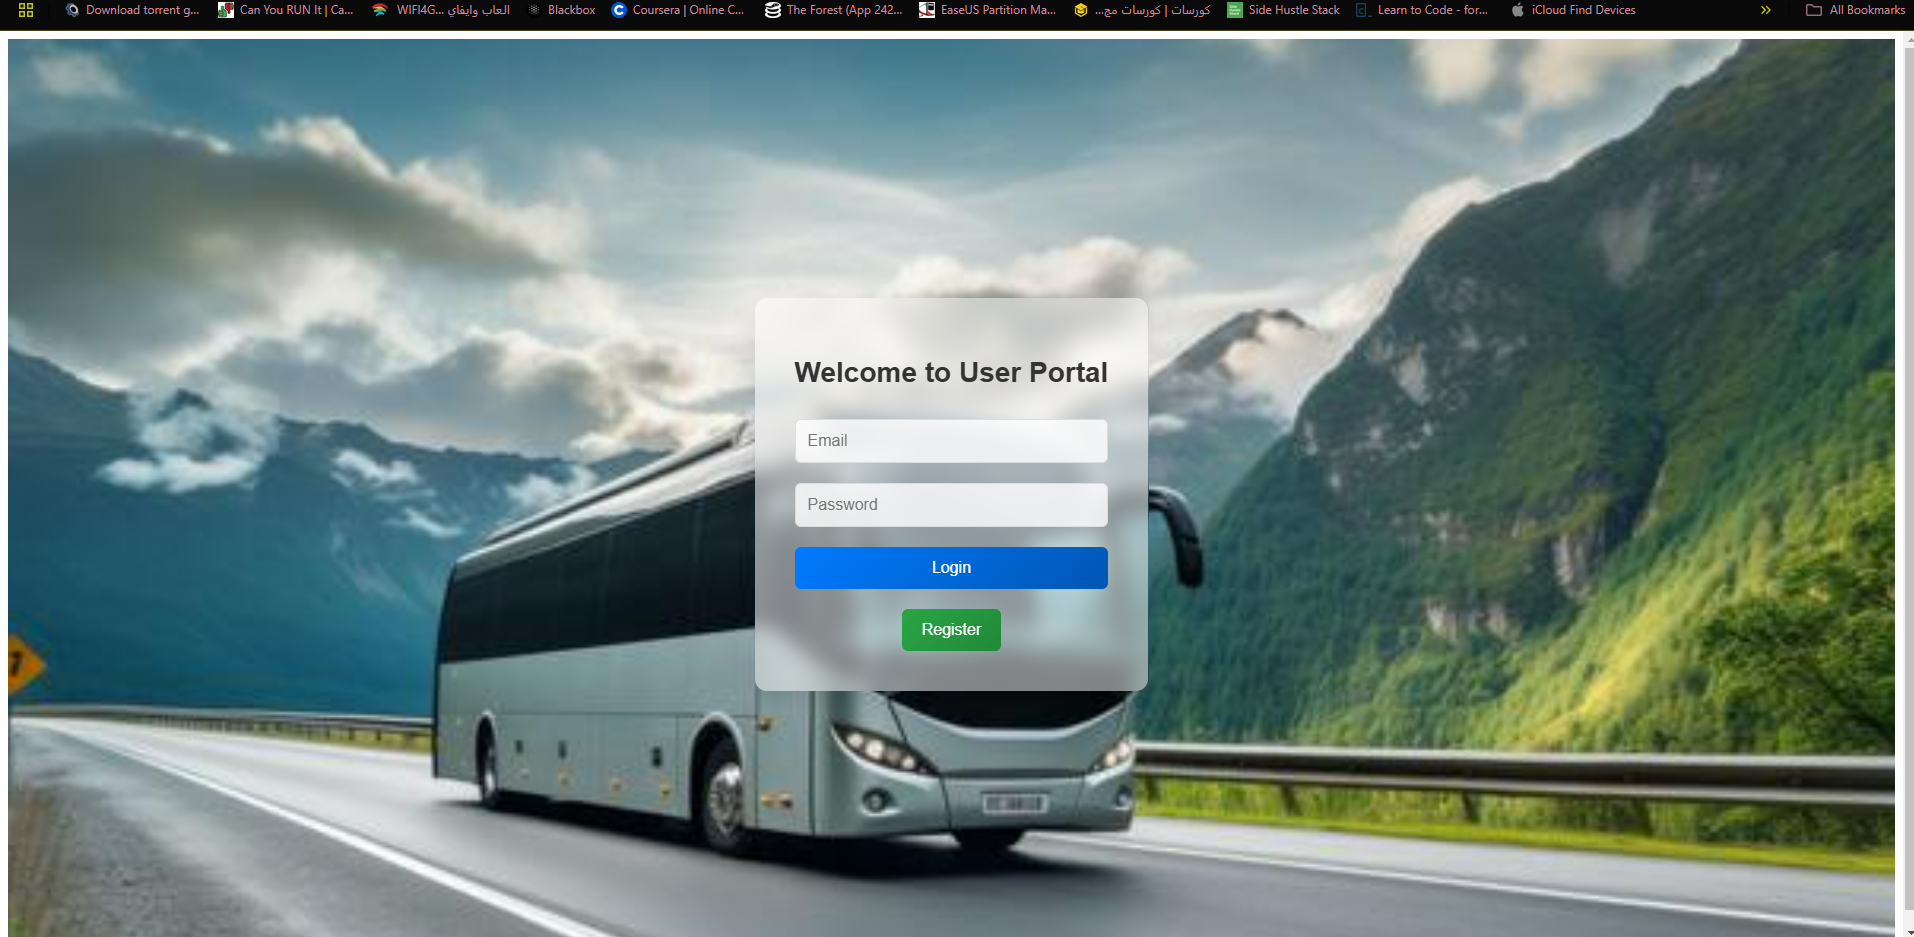 Download torrent g...
Can You RUN It | Ca...
العاب وايفاي WIFI4G...
Blackbox
Coursera | Online C...
The Forest (App 242...
EaseUS Partition Ma...
كورسات | كورسات مج...
Side Hustle Stack
Learn to Code - for...
iCloud Find Devices
All Bookmarks
Welcome to User Portal
Email
Password
Login
Register